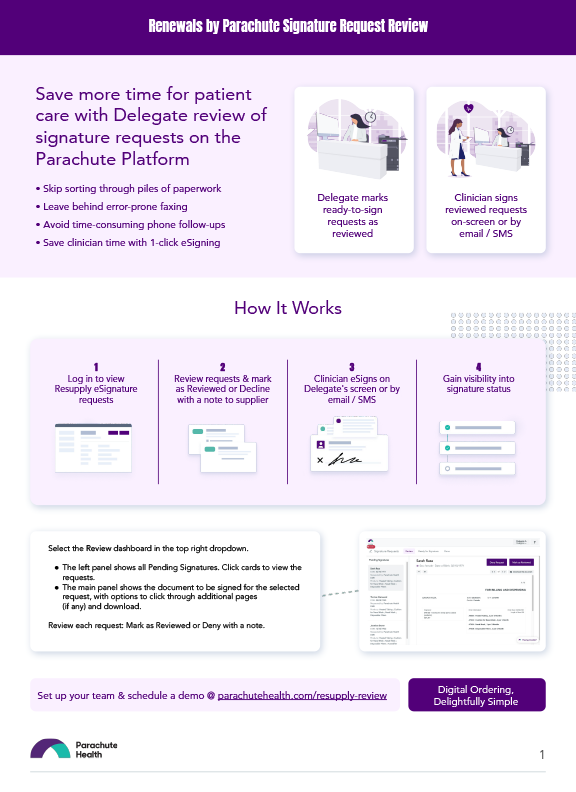 Renewals by Parachute Signature Request Review
Save more time for patient
care with Delegate review of
signature requests on the
Parachute Platform
• Skip sorting through piles of paperwork
• Leave behind error-prone faxing
• Avoid time-consuming phone follow-ups
• Save clinician time with 1-click eSigning
Delegate marks
ready-to-sign
requests as
reviewed
Clinician signs
reviewed requests
on-screen or by
email / SMS
How It Works
1
Log in to view
Resupply eSignature
requests
2
Review requests & mark
as Reviewed or Decline
with a note to supplier
3
Clinician eSigns on
Delegate's screen or by
email / SMS
4
Gain visibility into
signature status
Select the Review dashboard in the top right dropdown.
• The left panel shows all Pending Signatures. Click cards to view the
requests.
• The main panel shows the document to be signed for the selected
request, with options to click through additional pages
(if any) and download.
Review each request: Mark as Reviewed or Deny with a note.
Signature Requests
Sarah Rose
Set up your team & schedule a demo @ parachutehealth.com/resupply-review
Digital Ordering,
Delightfully Simple
Parachute
Health
1